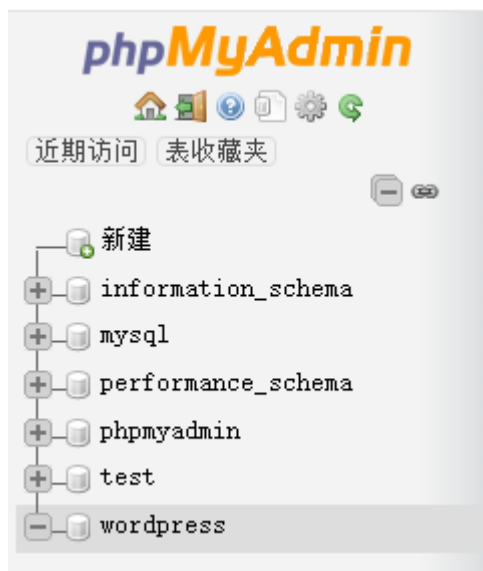 phpMyAdmin
近期访问 表收藏夹
新建
information_schema
mysql
performance_schema
phpmyadmin
test
wordpress